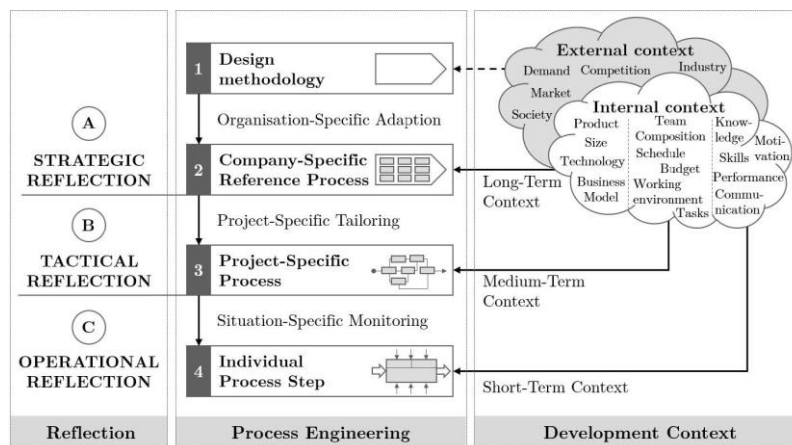 A
STRATEGIC
REFLECTION
B
TACTICAL
REFLECTION
C
OPERATIONAL
REFLECTION
Reflection
1
Design
methodology
Organisation-Specific Adaption
2
Company-Specific
Reference Process
Project-Specific Tailoring
3
Project-Specific
Process
Situation-Specific Monitoring
4
Individual
Process Step
Process Engineering
External context
Demand
Competition
Industry
Market
Society
Internal context
Product
Size
Technology
Business
Model
Team
Composition
Schedule
Budget
Working
environment
Tasks
Know-
ledge
Skills
Moti-
vation
Performance
Commu-
nication
Long-Term
Context
Medium-Term
Context
Short-Term Context
Development Context